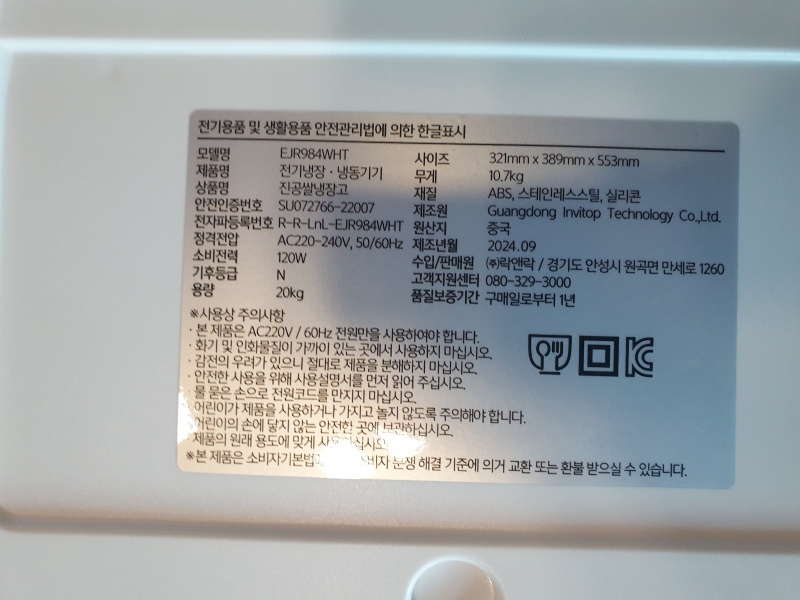 전기용품 및 생활용품 안전관리법에 의한 한글표시
모델명 EJR984WHT
제품명 전기냉장 · 냉동기기
상품명 진공쌀냉장고
안전인증번호 SU072766-22007
전자파등록번호 R-R-LnL-EJR984WHT
정격전압 AC220-240V, 50/60Hz
소비전력 120W
기후등급 N
용량 20kg
사이즈 321mm x 389mm x 553mm
무게 10.7kg
재질 ABS, 스테인레스스틸, 실리콘
제조원 Guangdong Invitop Technology Co.,Ltd.
원산지 중국
제조년월 2024.09
수입/판매원 ㈜락앤락 / 경기도 안성시 원곡면 만세로 1260
고객지원센터 080-329-3000
품질보증기간 구매일로부터 1년
※사용상 주의사항
· 본 제품은 AC220V / 60Hz 전원만을 사용하여야 합니다.
· 화기 및 인화물질이 가까이 있는 곳에서 사용하지 마십시오.
· 감전의 우려가 있으니 절대로 제품을 분해하지 마십시오.
· 안전한 사용을 위해 사용설명서를 먼저 읽어 주십시오.
· 물 묻은 손으로 전원코드를 만지지 마십시오.
· 어린이가 제품을 사용하거나 가지고 놀지 않도록 주의해야 합니다.
· 어린이의 손에 닿지 않는 안전한 곳에 보관하십시오.
· 제품의 원래 용도에 맞게 사용하십시오.
※본 제품은 소비자기본법 소비자 분쟁 해결 기준에 의거 교환 또는 환불 받으실 수 있습니다.